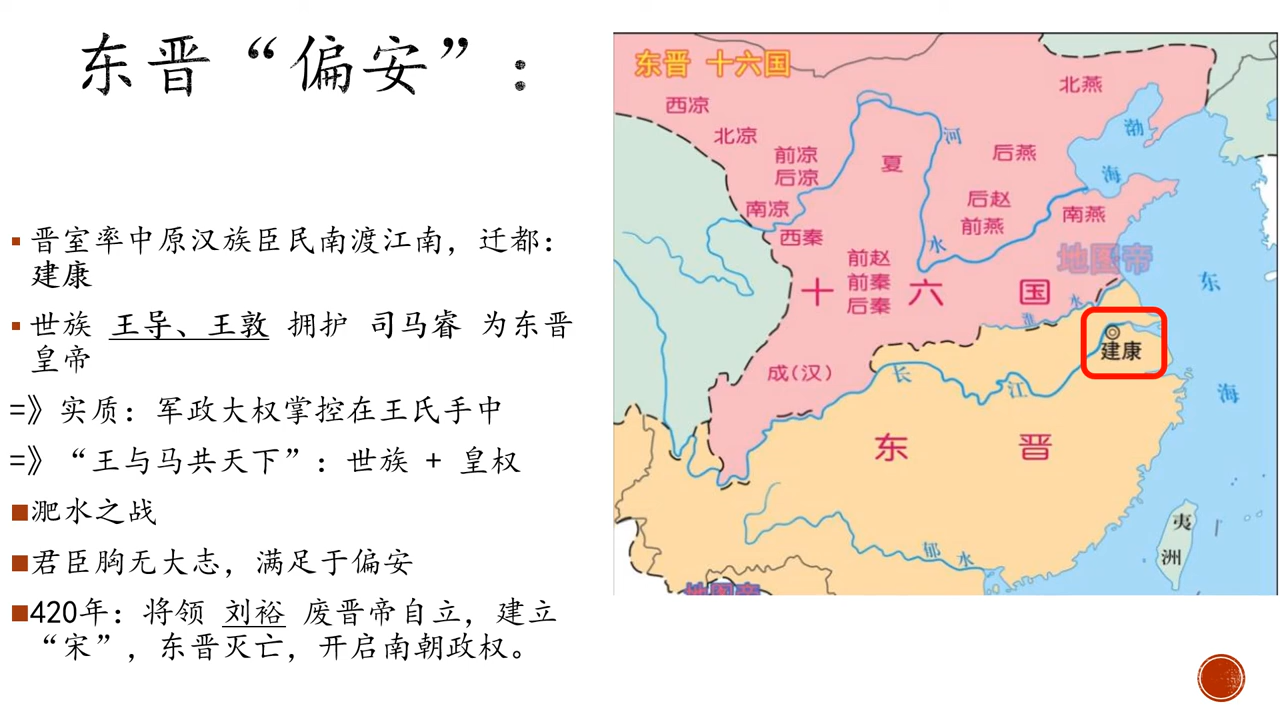 东晋“偏安”：
晋室率中原汉族臣民南渡江南，迁都：
建康
世族 王导、王敦 拥护 司马睿 为东晋
皇帝
=》实质：军政大权掌控在王氏手中
=》“王与马共天下”：世族 + 皇权
淝水之战
君臣胸无大志，满足于偏安
420年：将领 刘裕 废晋帝自立，建立
“宋”，东晋灭亡，开启南朝政权。
东晋 十六国
北燕
西凉
渤
北凉
河
前凉
后凉
夏
后燕
海
南凉
后赵
前燕
南燕
西秦
水
前赵
前秦
后秦
地图帝
东
十六国
淮
水
建康
成(汉)
长
江
海
东晋
夷
洲
郁
水
地图帝